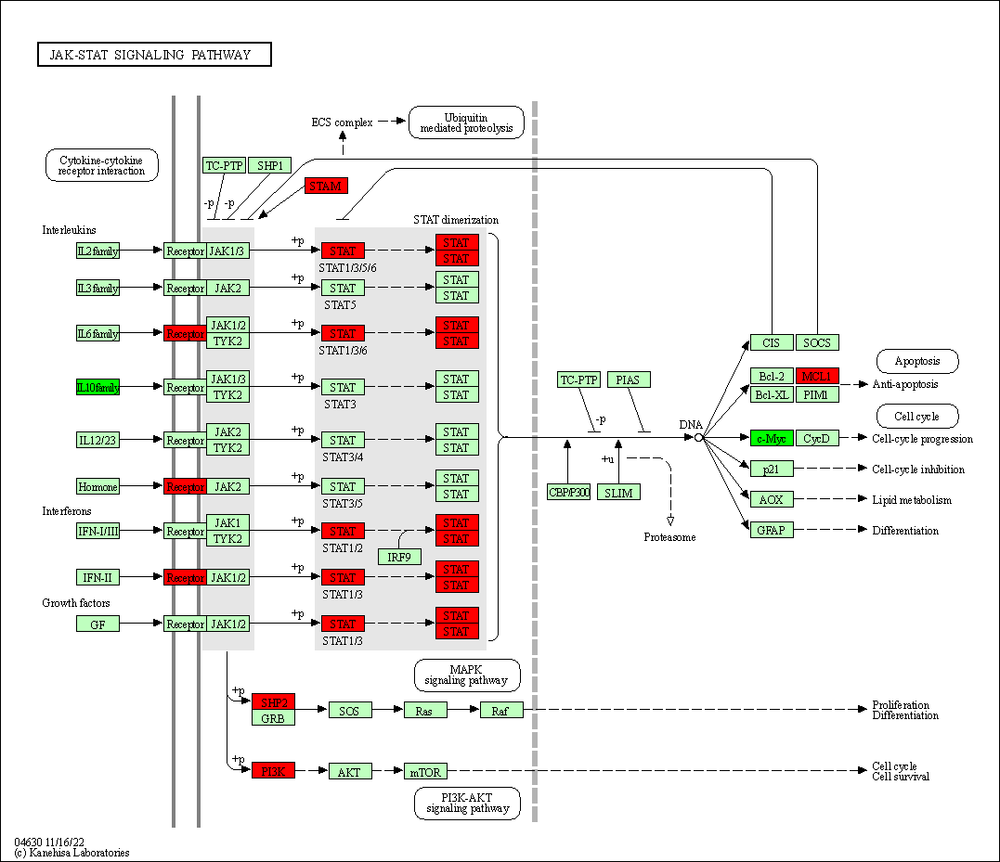 JAK-STAT SIGNALING PATHWAY
ECS complex
Ubiquitin
mediated proteolysis
Cytokine-cytokine
receptor interaction
TC-PTP
SHP1
STAM
-p
-p
STAT dimerization
Interleukins
IL2 family
Receptor
JAK1/3
+p
STAT
STAT1/3/5/6
STAT
STAT
IL3 family
Receptor
JAK2
+p
STAT
STAT5
STAT
STAT
IL6 family
Receptor
JAK1/2
TYK2
+p
STAT
STAT1/3/6
STAT
STAT
IL10 family
Receptor
JAK1/3
TYK2
+p
STAT
STAT3
STAT
STAT
IL12/23
Receptor
JAK2
TYK2
+p
STAT
STAT3/4
STAT
STAT
Hormone
Receptor
JAK2
+p
STAT
STAT3/5
STAT
STAT
Interferons
IFN-I/III
Receptor
JAK1
TYK2
+p
STAT
STAT1/2
IRF9
STAT
STAT
IFN-II
Receptor
JAK1/2
+p
STAT
STAT1/3
STAT
STAT
Growth factors
GF
Receptor
JAK1/2
+p
STAT
STAT1/3
STAT
STAT
TC-PTP
PIAS
-p
CBP/P300
+u
SLIM
Proteasome
DNA
CIS
SOCS
Apoptosis
Bcl-2
MCL1
Bcl-XL
PIM1
Anti-apoptosis
Cell cycle
c-Myc
CycD
Cell-cycle progression
p21
Cell-cycle inhibition
AOX
Lipid metabolism
GFAP
Differentiation
MAPK
signaling pathway
+p
SHP2
GRB
SOS
Ras
Raf
Proliferation
Differentiation
+p
PI3K
AKT
mTOR
Cell cycle
Cell survival
PI3K-AKT
signaling pathway
04630 11/16/22
(c) Kanehisa Laboratories